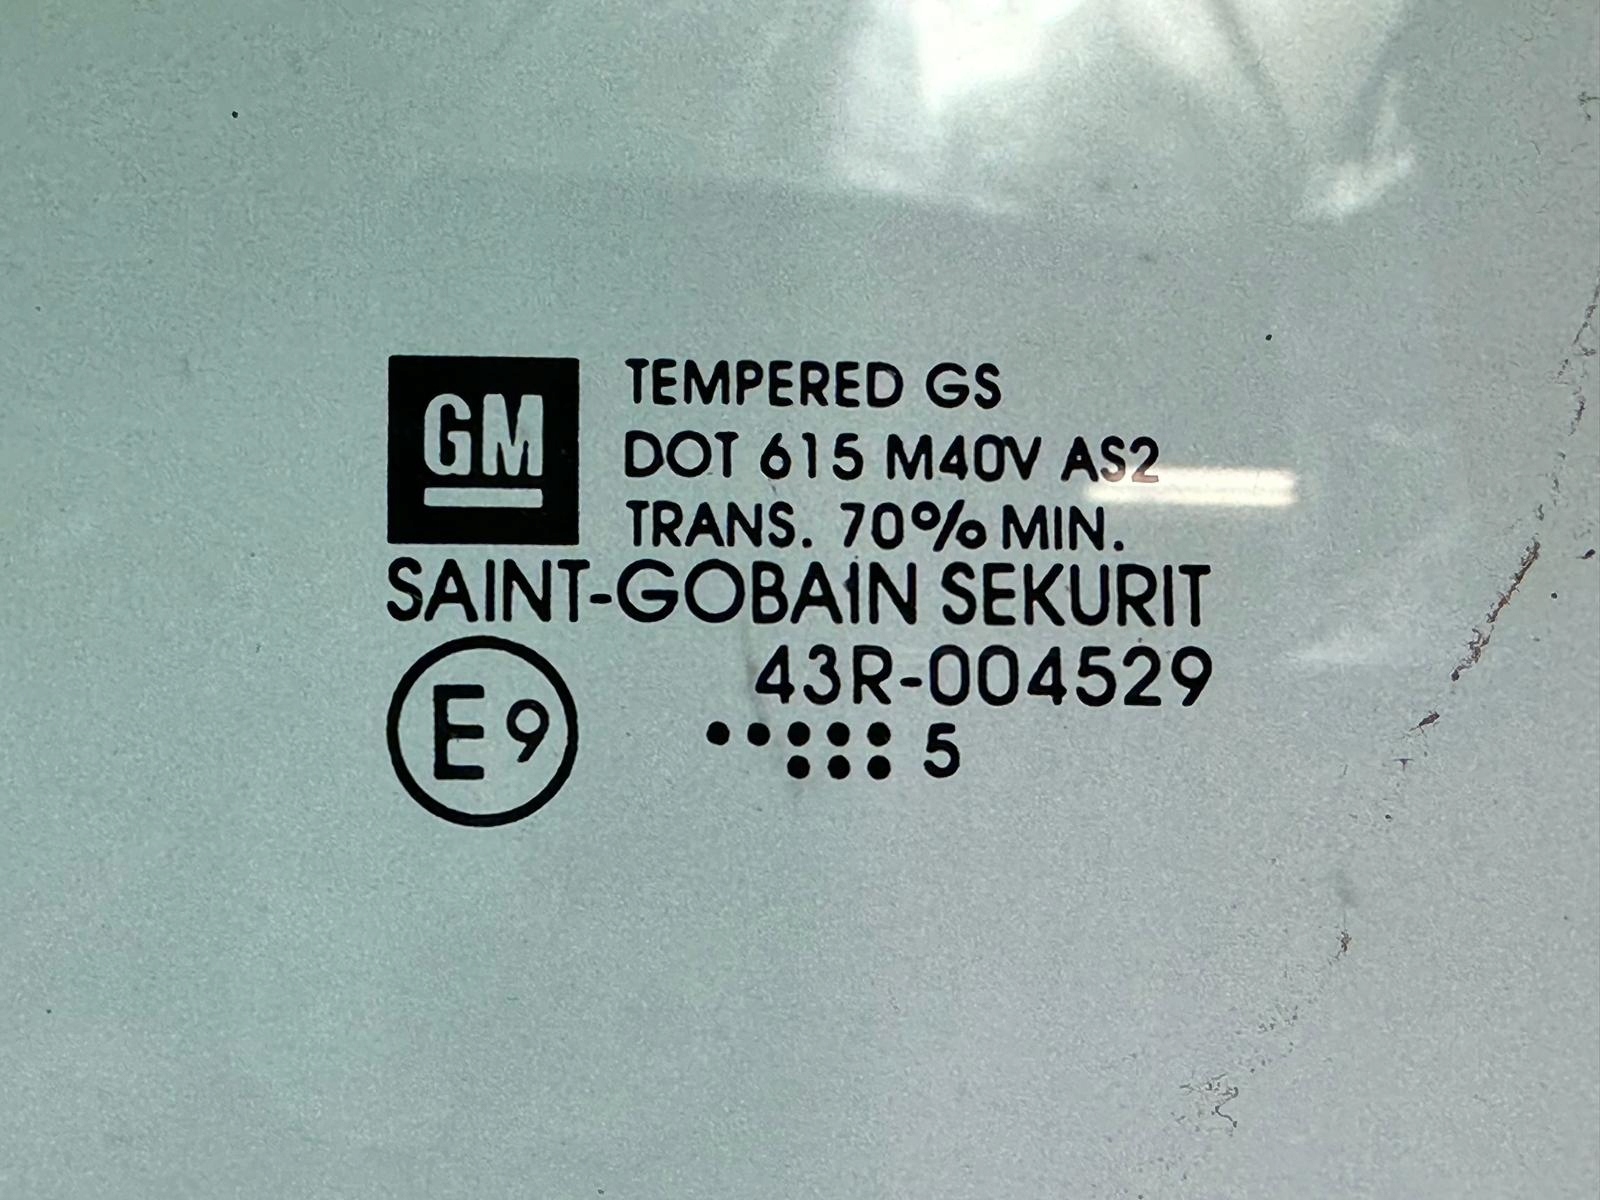 GM
TEMPERED GS
DOT 615 M40V AS2
TRANS. 70% MIN.
SAINT-GOBAIN SEKURIT
E9
43R-004529
5